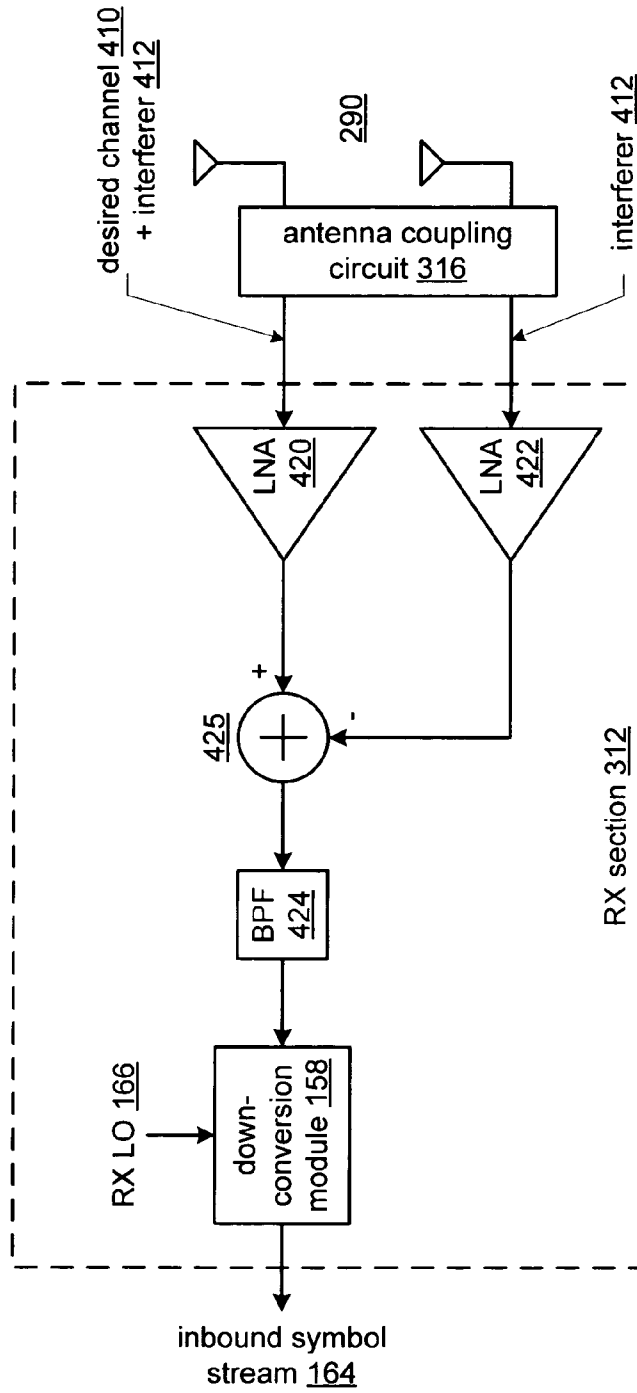 desired channel 410
+ interferer 412
290
antenna coupling
circuit 316
interferer 412
LNA
420
LNA
422
+
-
425
BPF
424
RX LO 166
down-
conversion
module 158
inbound symbol
stream 164
RX section 312